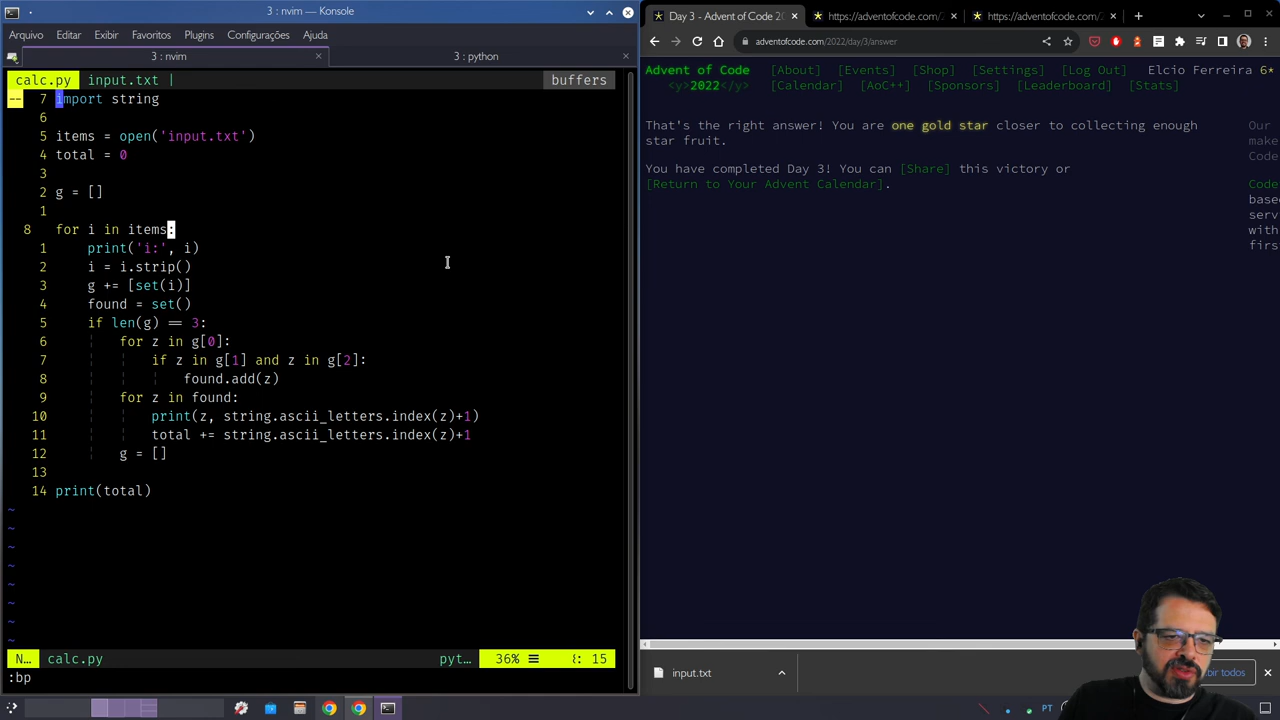 3 : nvim — Konsole
Arquivo Editar Exibir Favoritos Plugins Configurações Ajuda
3 : nvim
3 : python
calc.py input.txt |
buffers
-- 7 import string
6
5 items = open('input.txt')
4 total = 0
3
2 g = []
1
8 for i in items:
1 print('i:', i)
2 i = i.strip()
3 g += [set(i)]
4 found = set()
5 if len(g) == 3:
6 for z in g[0]:
7 if z in g[1] and z in g[2]:
8 found.add(z)
9 for z in found:
10 print(z, string.ascii_letters.index(z)+1)
11 total += string.ascii_letters.index(z)+1
12 g = []
13
14 print(total)
~
~
~
~
~
~
~
~
N… calc.py pyt… 36% ☰ : 15
:bp
Day 3 - Advent of Code 20
https://adventofcode.com/2
https://adventofcode.com/2
adventofcode.com/2022/day/3/answer
Advent of Code [About] [Events] [Shop] [Settings] [Log Out] Elcio Ferreira 6*
<y>2022</y> [Calendar] [AoC++] [Sponsors] [Leaderboard] [Stats]
That's the right answer! You are one gold star closer to collecting enough
star fruit.
You have completed Day 3! You can [Share] this victory or
[Return to Your Advent Calendar].
Our
make
Code
Code
base
serv
with
firs
input.txt
bir todos
PT